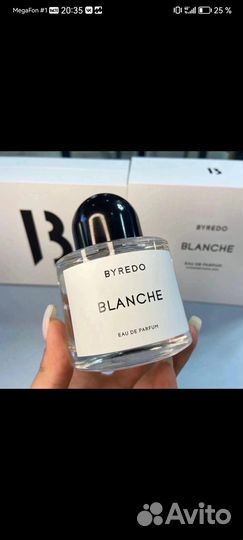 MegaFon #1 20:35 25 %
BYREDO
BLANCHE
EAU DE PARFUM
BYREDO
BLANCHE
EAU DE PARFUM
Avito